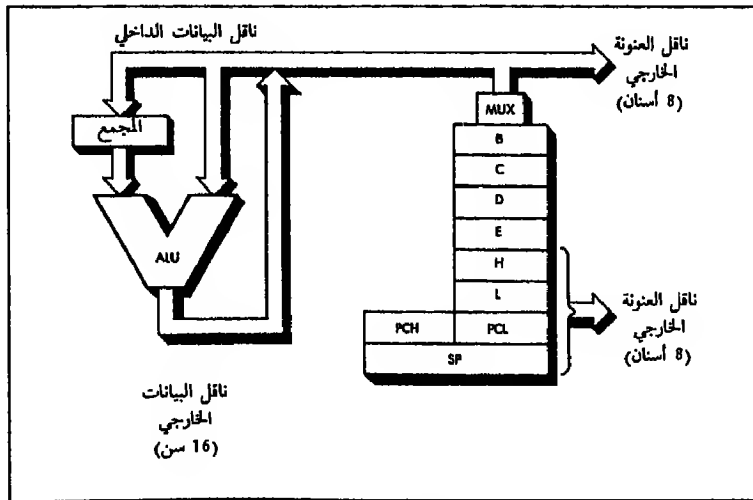 ناقل البيانات الداخلي
ناقل العنونة
الخارجي
(8 أسنان)
المجمع
MUX
B
C
D
E
ALU
H
L
PCH
PCL
SP
ناقل العنونة
الخارجي
(8 أسنان)
ناقل البيانات
الخارجي
(16 سن)